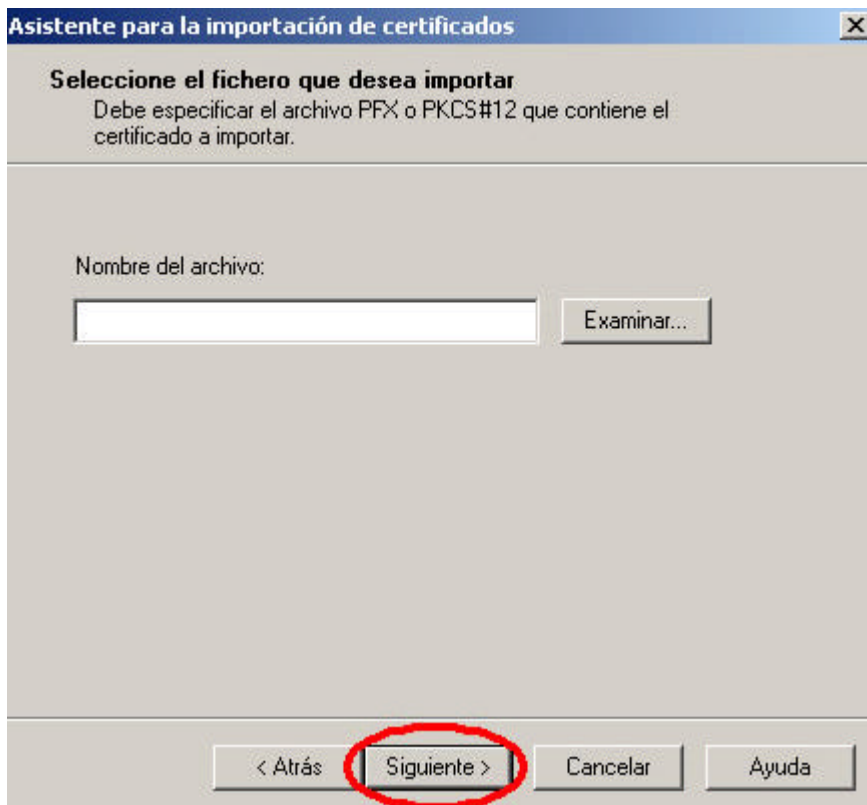 Asistente para la importación de certificados
Seleccione el fichero que desea importar
Debe especificar el archivo PFX o PKCS#12 que contiene el
certificado a importar.
Nombre del archivo:
Examinar...
< Atrás Siguiente > Cancelar Ayuda